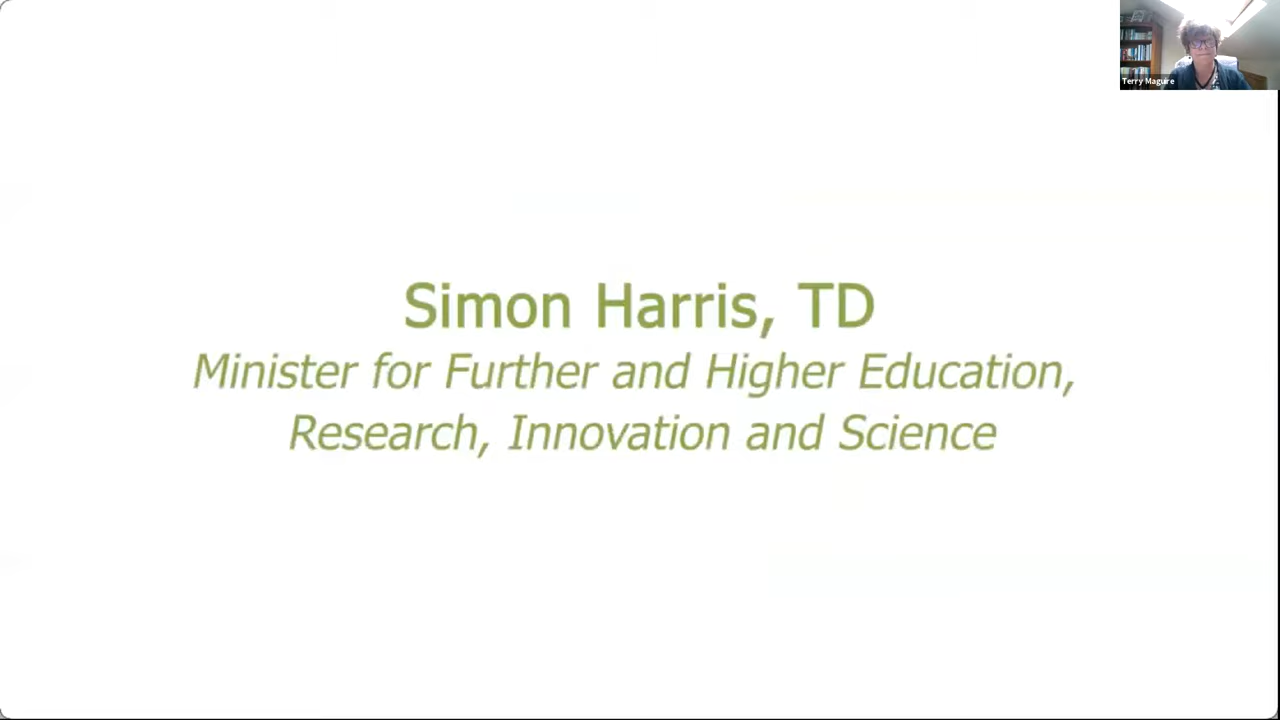 Terry Maguire
Simon Harris, TD
Minister for Further and Higher Education,
Research, Innovation and Science